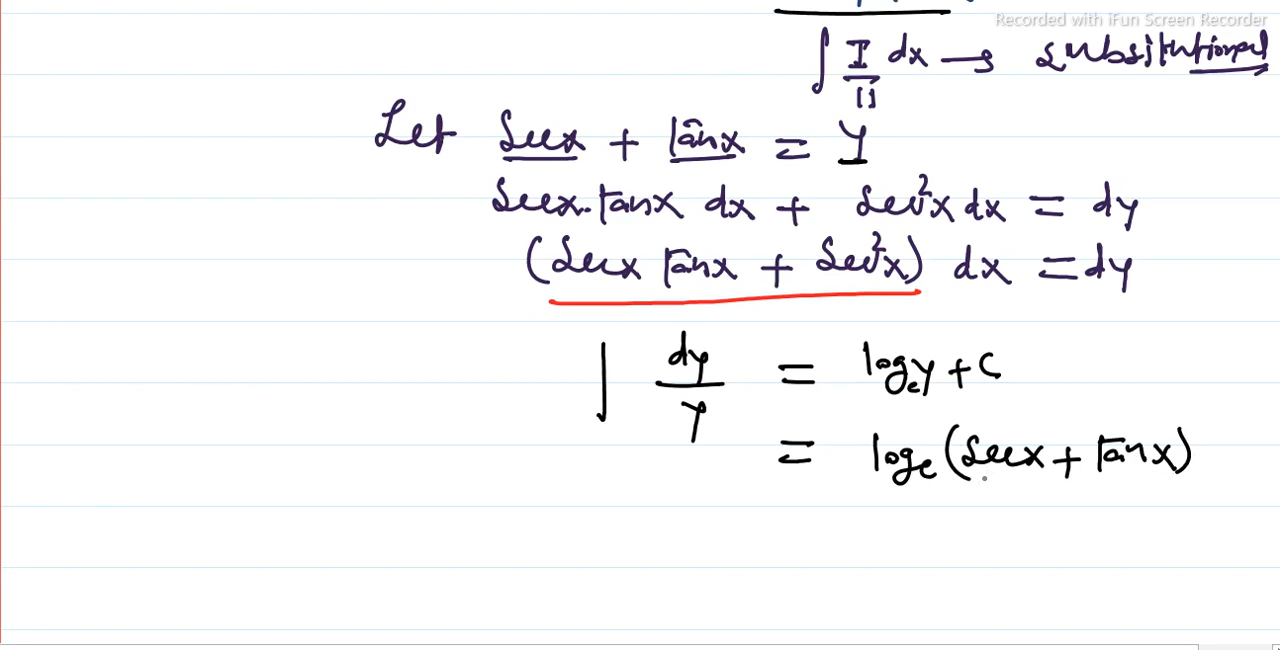 Recorded with iFun Screen Recorder
∫ I/II dx → substitutional
Let Secx + tanx = y
Secx.tanx dx + Sec²x dx = dy
(Secx tanx + Sec²x) dx = dy
∫ dy/y = logₑy + C
= logₑ(Secx + tanx)